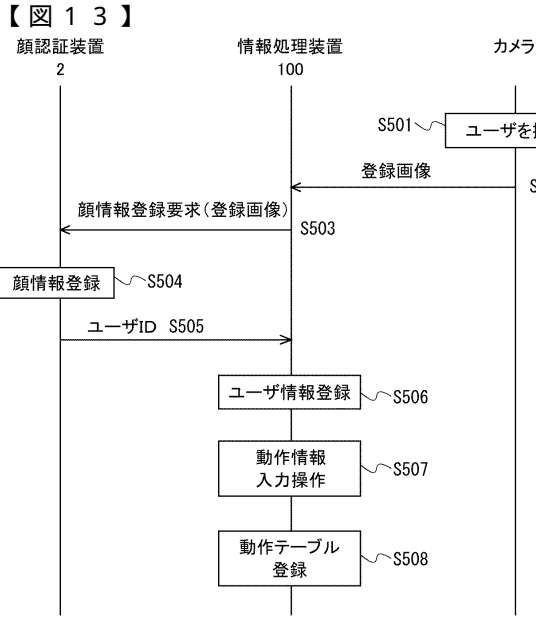 【図１３】
顔認証装置
2
情報処理装置
100
カメラ
S501
ユーザを
登録画像
顔情報登録要求(登録画像)
S503
顔情報登録
S504
ユーザID S505
ユーザ情報登録
S506
動作情報
入力操作
S507
動作テーブル
登録
S508